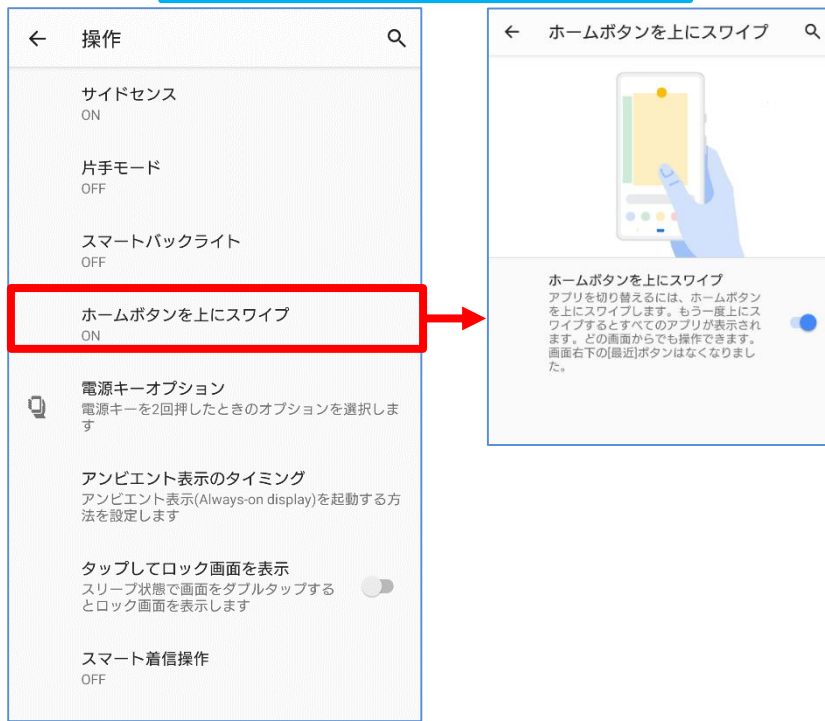 操作
サイドセンス
ON
片手モード
OFF
スマートバックライト
OFF
ホームボタンを上にスワイプ
ON
電源キーオプション
電源キーを2回押したときのオプションを選択しま
す
アンビエント表示のタイミング
アンビエント表示(Always-on display)を起動する方
法を設定します
タップしてロック画面を表示
スリープ状態で画面をダブルタップする
とロック画面を表示します
スマート着信操作
OFF
ホームボタンを上にスワイプ
ホームボタンを上にスワイプ
アプリを切り替えるには、ホームボタン
を上にスワイプします。もう一度上にス
ワイプするとすべてのアプリが表示され
ます。どの画面からでも操作できます。
画面右下の[最近]ボタンはなくなりまし
た。